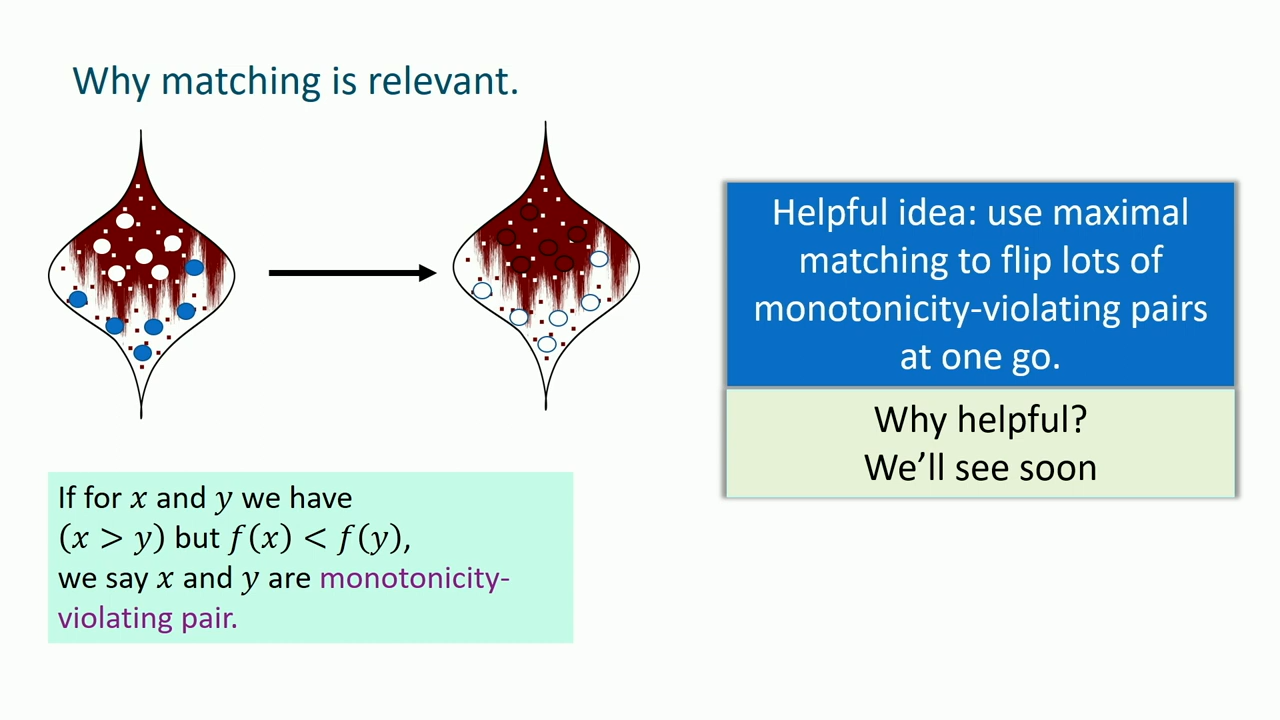 Why matching is relevant.
Helpful idea: use maximal
matching to flip lots of
monotonicity-violating pairs
at one go.
Why helpful?
We’ll see soon
If for 𝑥 and 𝑦 we have
(𝑥 > 𝑦) but 𝑓(𝑥) < 𝑓(𝑦),
we say 𝑥 and 𝑦 are monotonicity-
violating pair.